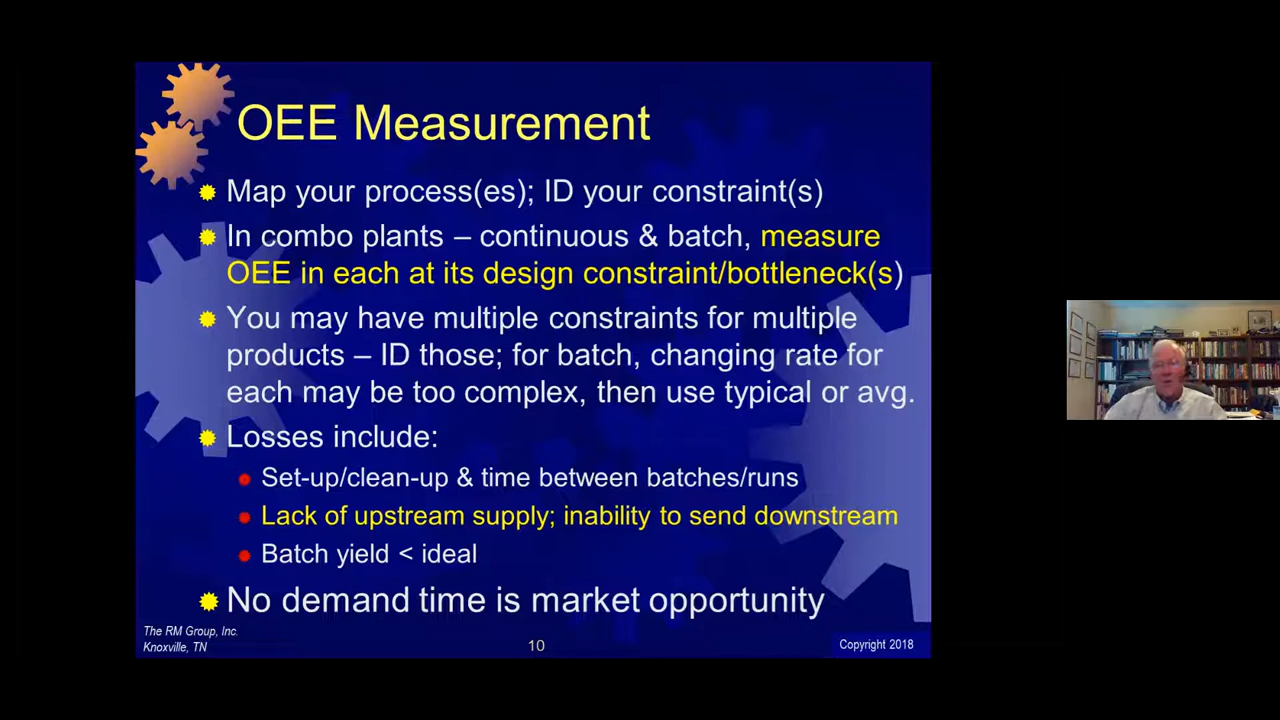 OEE Measurement
Map your process(es); ID your constraint(s)
In combo plants – continuous & batch, measure
OEE in each at its design constraint/bottleneck(s)
You may have multiple constraints for multiple
products – ID those; for batch, changing rate for
each may be too complex, then use typical or avg.
Losses include:
Set-up/clean-up & time between batches/runs
Lack of upstream supply; inability to send downstream
Batch yield < ideal
No demand time is market opportunity
The RM Group, Inc.
Knoxville, TN
10
Copyright 2018